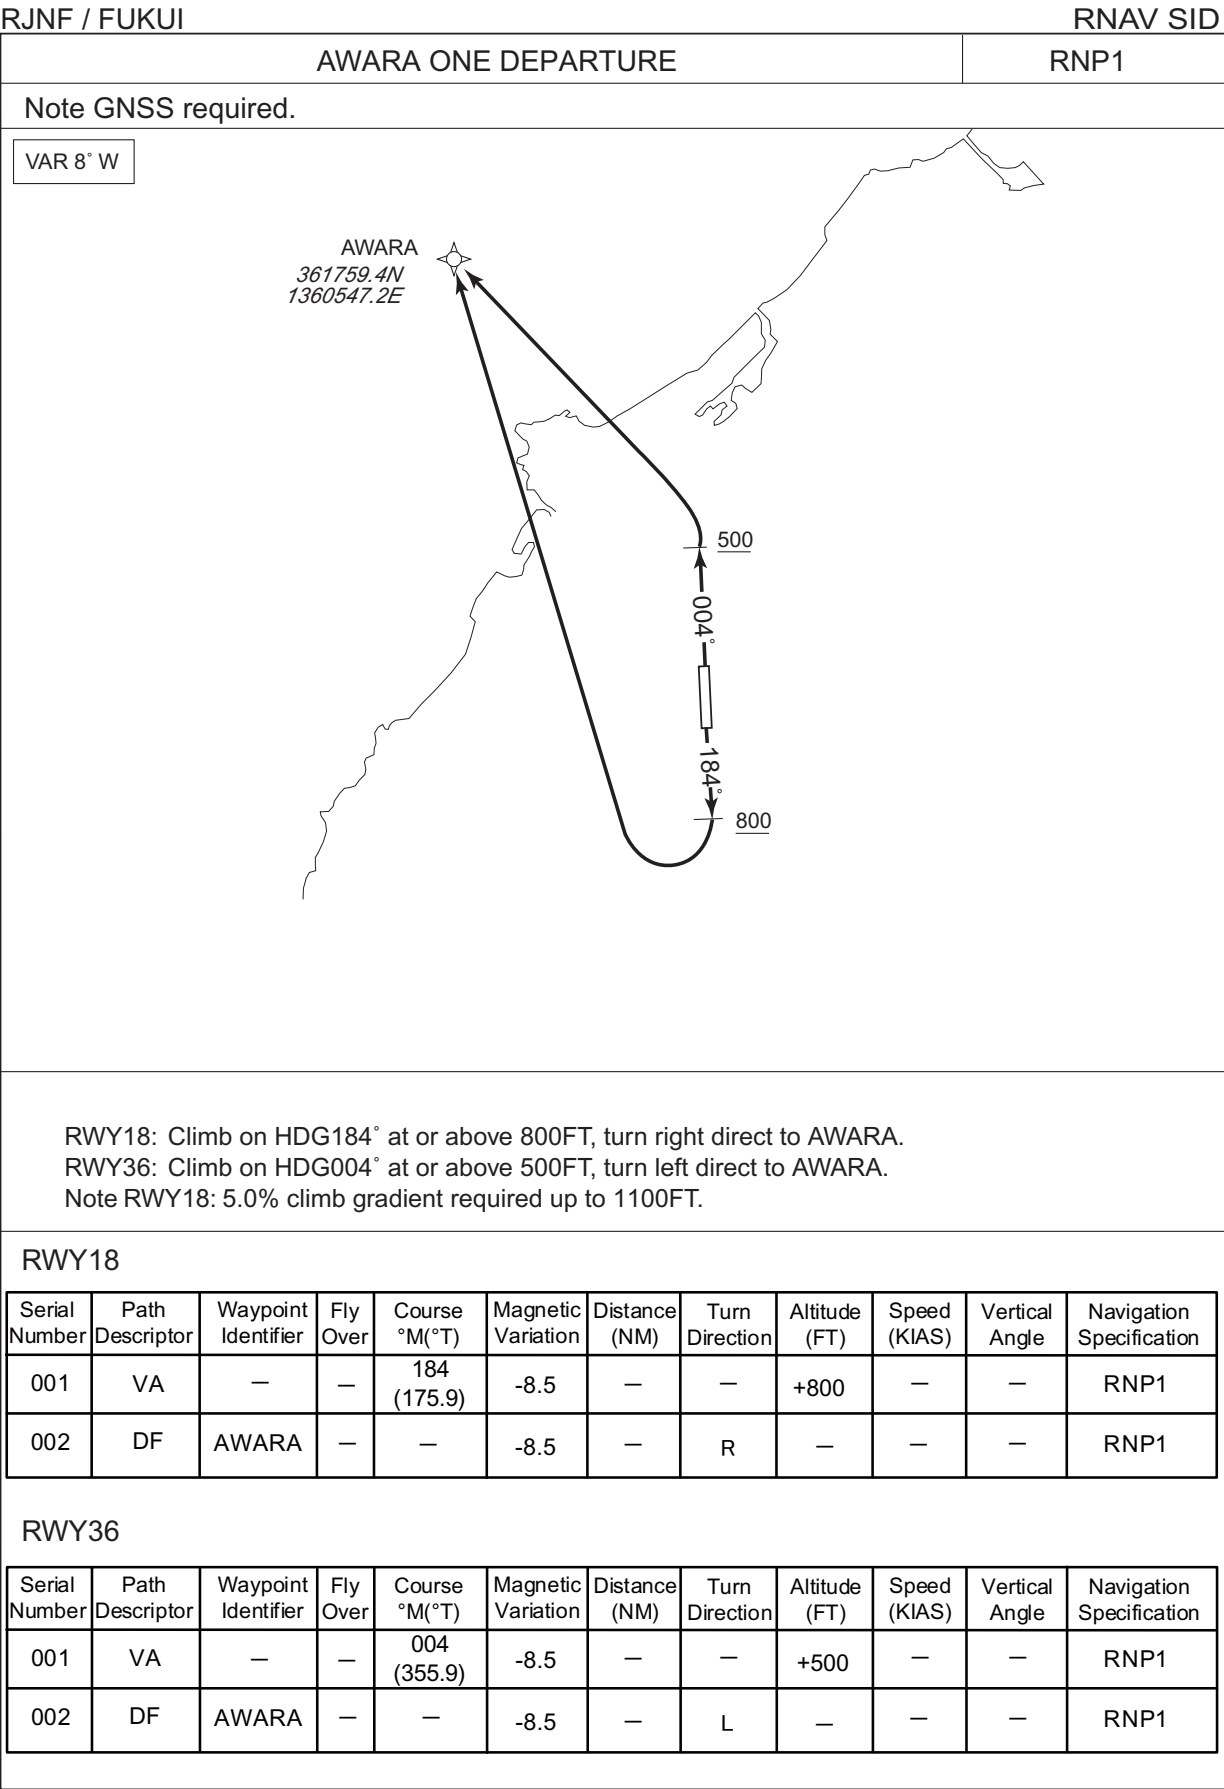 RJNF / FUKUI RNAV SID
AWARA ONE DEPARTURE RNP1
Note GNSS required.
VAR 8˚ W
AWARA
361759.4N
1360547.2E
500
004˚
184˚
800
RWY18: Climb on HDG184˚ at or above 800FT, turn right direct to AWARA.
RWY36: Climb on HDG004˚ at or above 500FT, turn left direct to AWARA.
Note RWY18: 5.0% climb gradient required up to 1100FT.
RWY18
Serial Path Waypoint Fly Course Magnetic Distance Turn Altitude Speed Vertical Navigation
Number Descriptor Identifier Over °M(°T) Variation (NM) Direction (FT) (KIAS) Angle Specification
001 VA — — 184 (175.9) -8.5 — — +800 — — RNP1
002 DF AWARA — — -8.5 — R — — — RNP1
RWY36
Serial Path Waypoint Fly Course Magnetic Distance Turn Altitude Speed Vertical Navigation
Number Descriptor Identifier Over °M(°T) Variation (NM) Direction (FT) (KIAS) Angle Specification
001 VA — — 004 (355.9) -8.5 — — +500 — — RNP1
002 DF AWARA — — -8.5 — L — — — RNP1